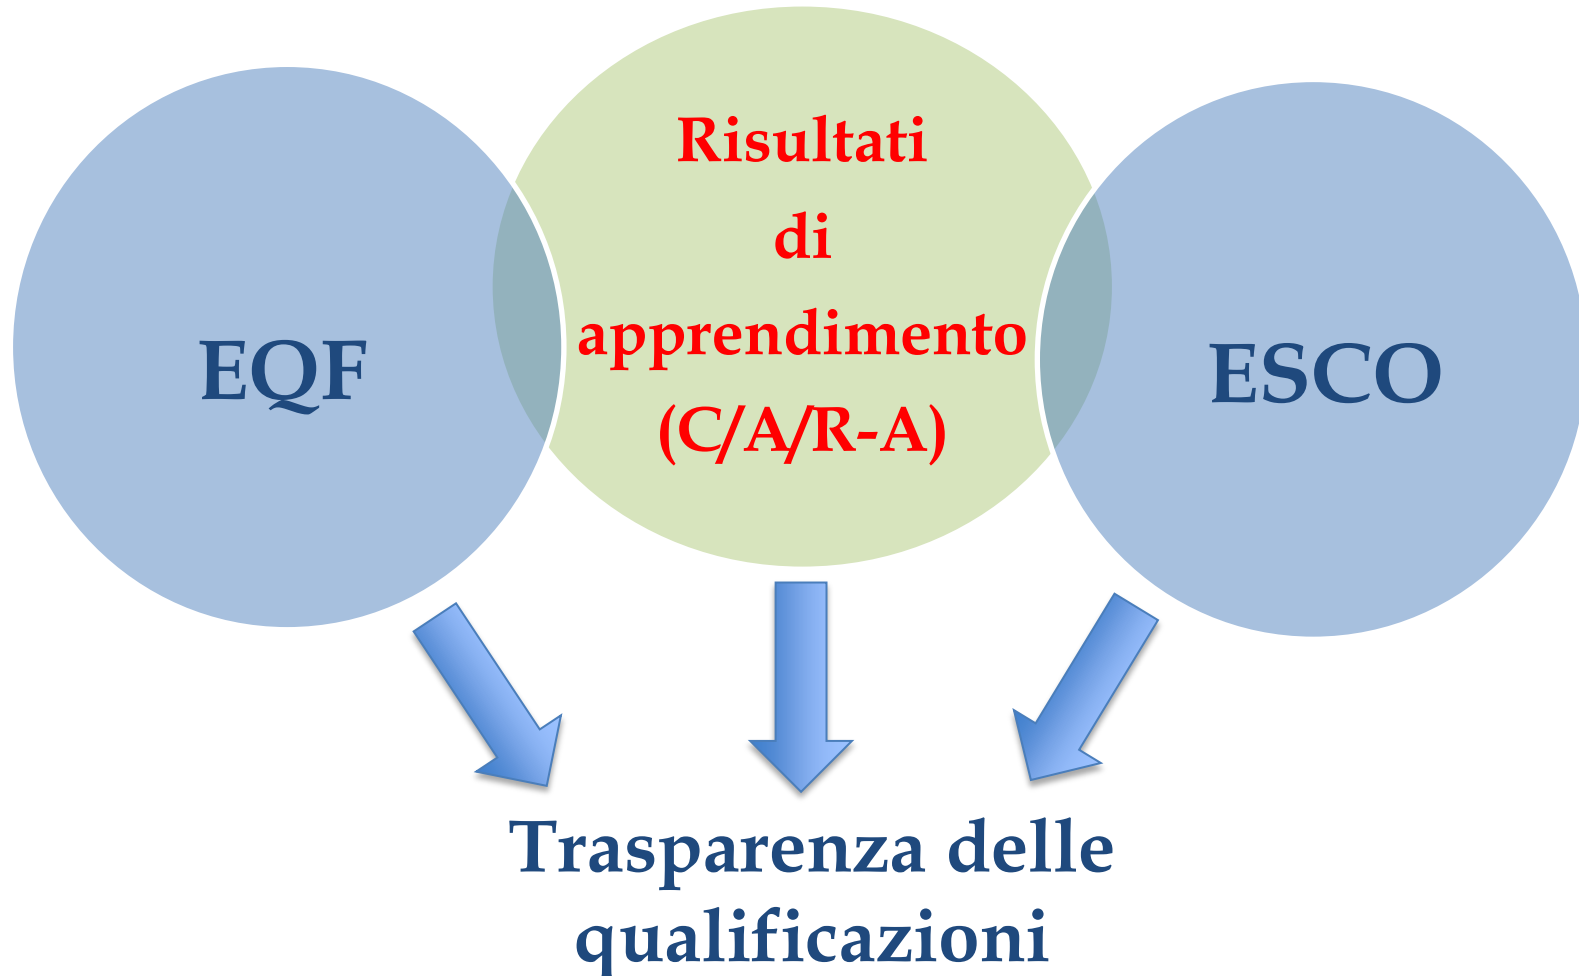 Risultati
di
apprendimento
(C/A/R-A)
EQF
ESCO
Trasparenza delle
qualificazioni